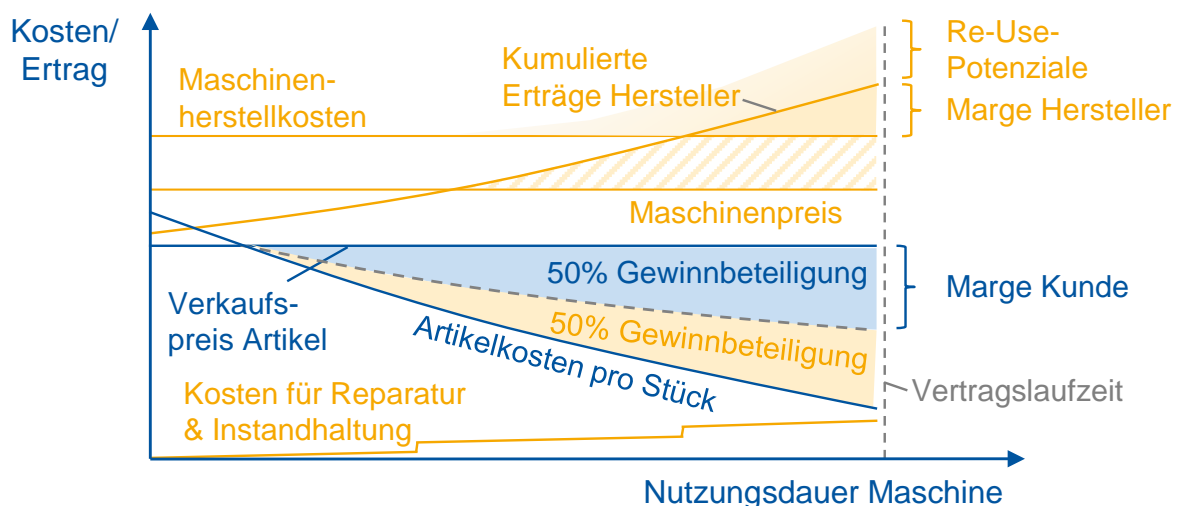 Kosten/
Ertrag
Maschinen-
herstellkosten
Kumulierte
Erträge Hersteller
Re-Use-
Potenziale
Marge Hersteller
Maschinenpreis
50% Gewinnbeteiligung
Marge Kunde
Verkaufs-
preis Artikel
50% Gewinnbeteiligung
Artikelkosten pro Stück
Kosten für Reparatur
& Instandhaltung
Vertragslaufzeit
Nutzungsdauer Maschine